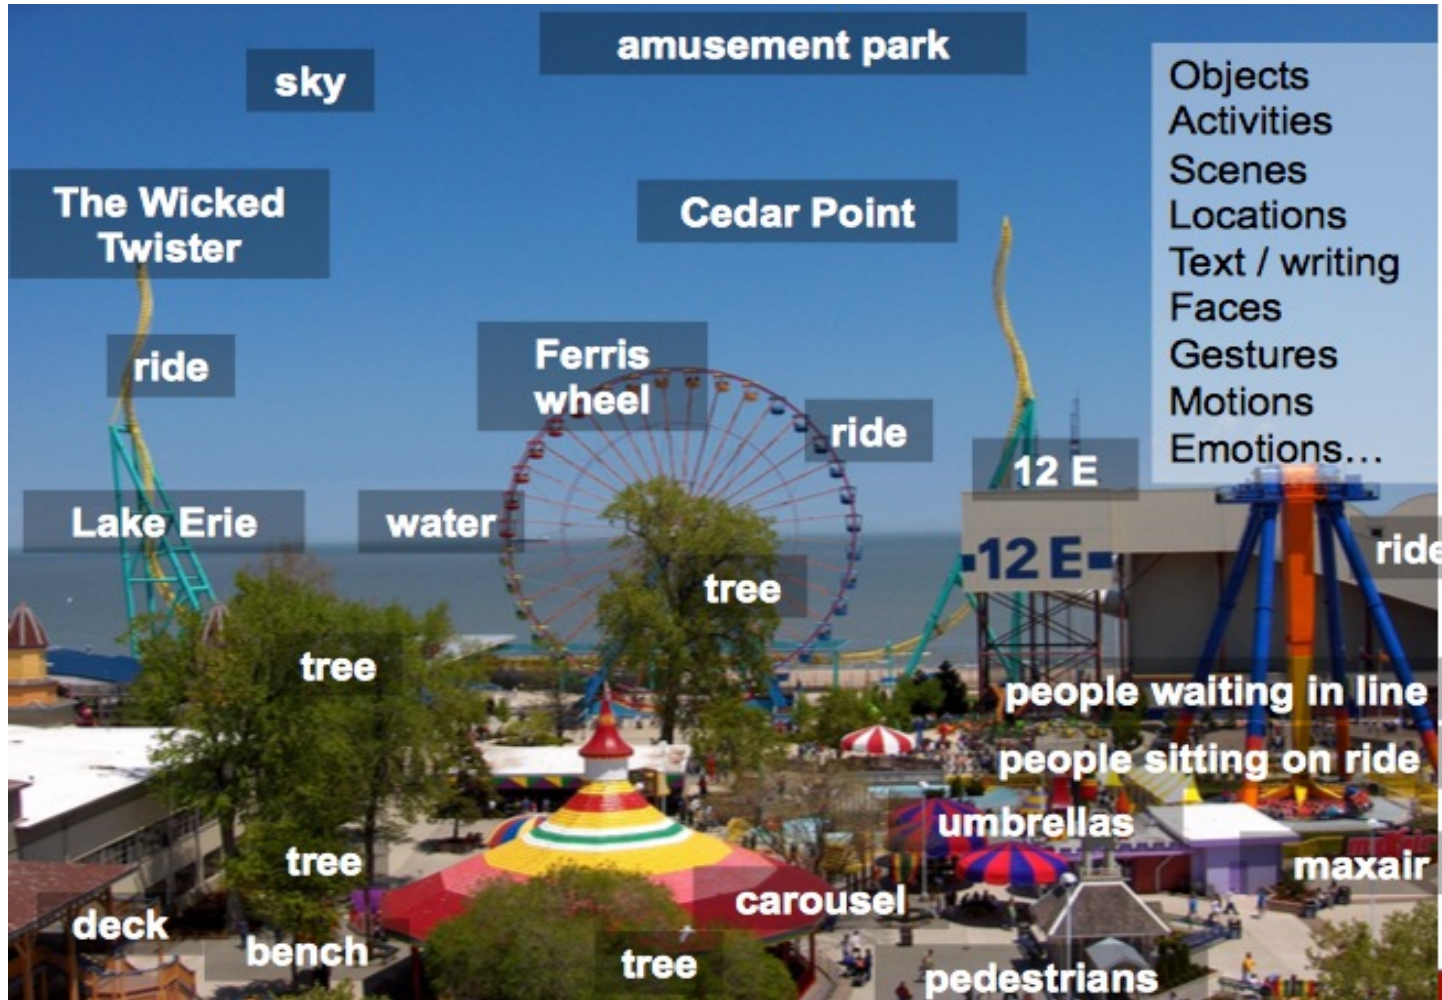 amusement park
sky
Objects
Activities
Scenes
Locations
Text / writing
Faces
Gestures
Motions
Emotions...
The Wicked
Twister
Cedar Point
ride
Ferris
wheel
ride
12 E
Lake Erie
water
12 E
ride
tree
tree
people waiting in line
people sitting on ride
umbrellas
tree
maxair
carousel
deck
bench
tree
pedestrians